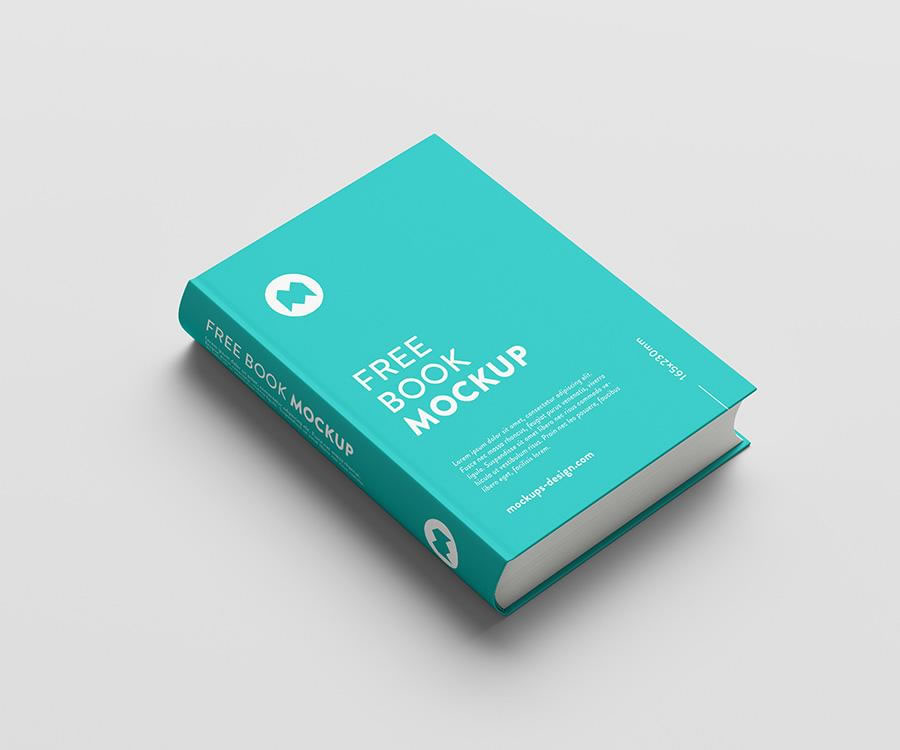 FREE
BOOK
MOCKUP
Lorem ipsum dolor sit amet, consectetur adipiscing elit.
Fusce nec massa rhoncus, feugiat purus venenatis, viverra
ligula. Suspendisse sit amet libero nec risus commodo ve-
hicula ut vestibulum risus. Proin nec leo posuere, faucibus
libero eget, facilisis lorem.
mockups-design.com
165x230mm
FREE BOOK MOCKUP